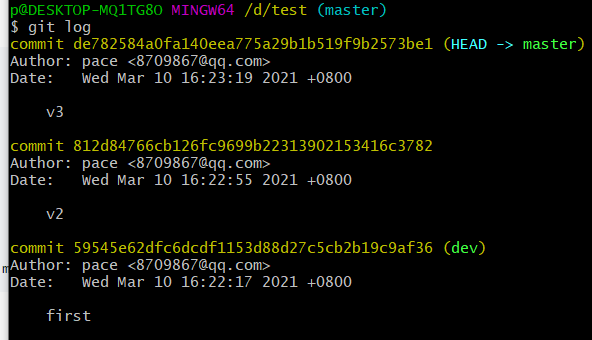 p@DESKTOP-MQ1TG8O MINGW64 /d/test (master)
$ git log
commit de782584a0fa140eea775a29b1b519f9b2573be1 (HEAD -> master)
Author: pace <8709867@qq.com>
Date:   Wed Mar 10 16:23:19 2021 +0800
v3
commit 812d84766cb126fc9699b22313902153416c3782
Author: pace <8709867@qq.com>
Date:   Wed Mar 10 16:22:55 2021 +0800
v2
commit 59545e62dfc6dcdf1153d88d27c5cb2b19c9af36 (dev)
Author: pace <8709867@qq.com>
m
Date:   Wed Mar 10 16:22:17 2021 +0800
first